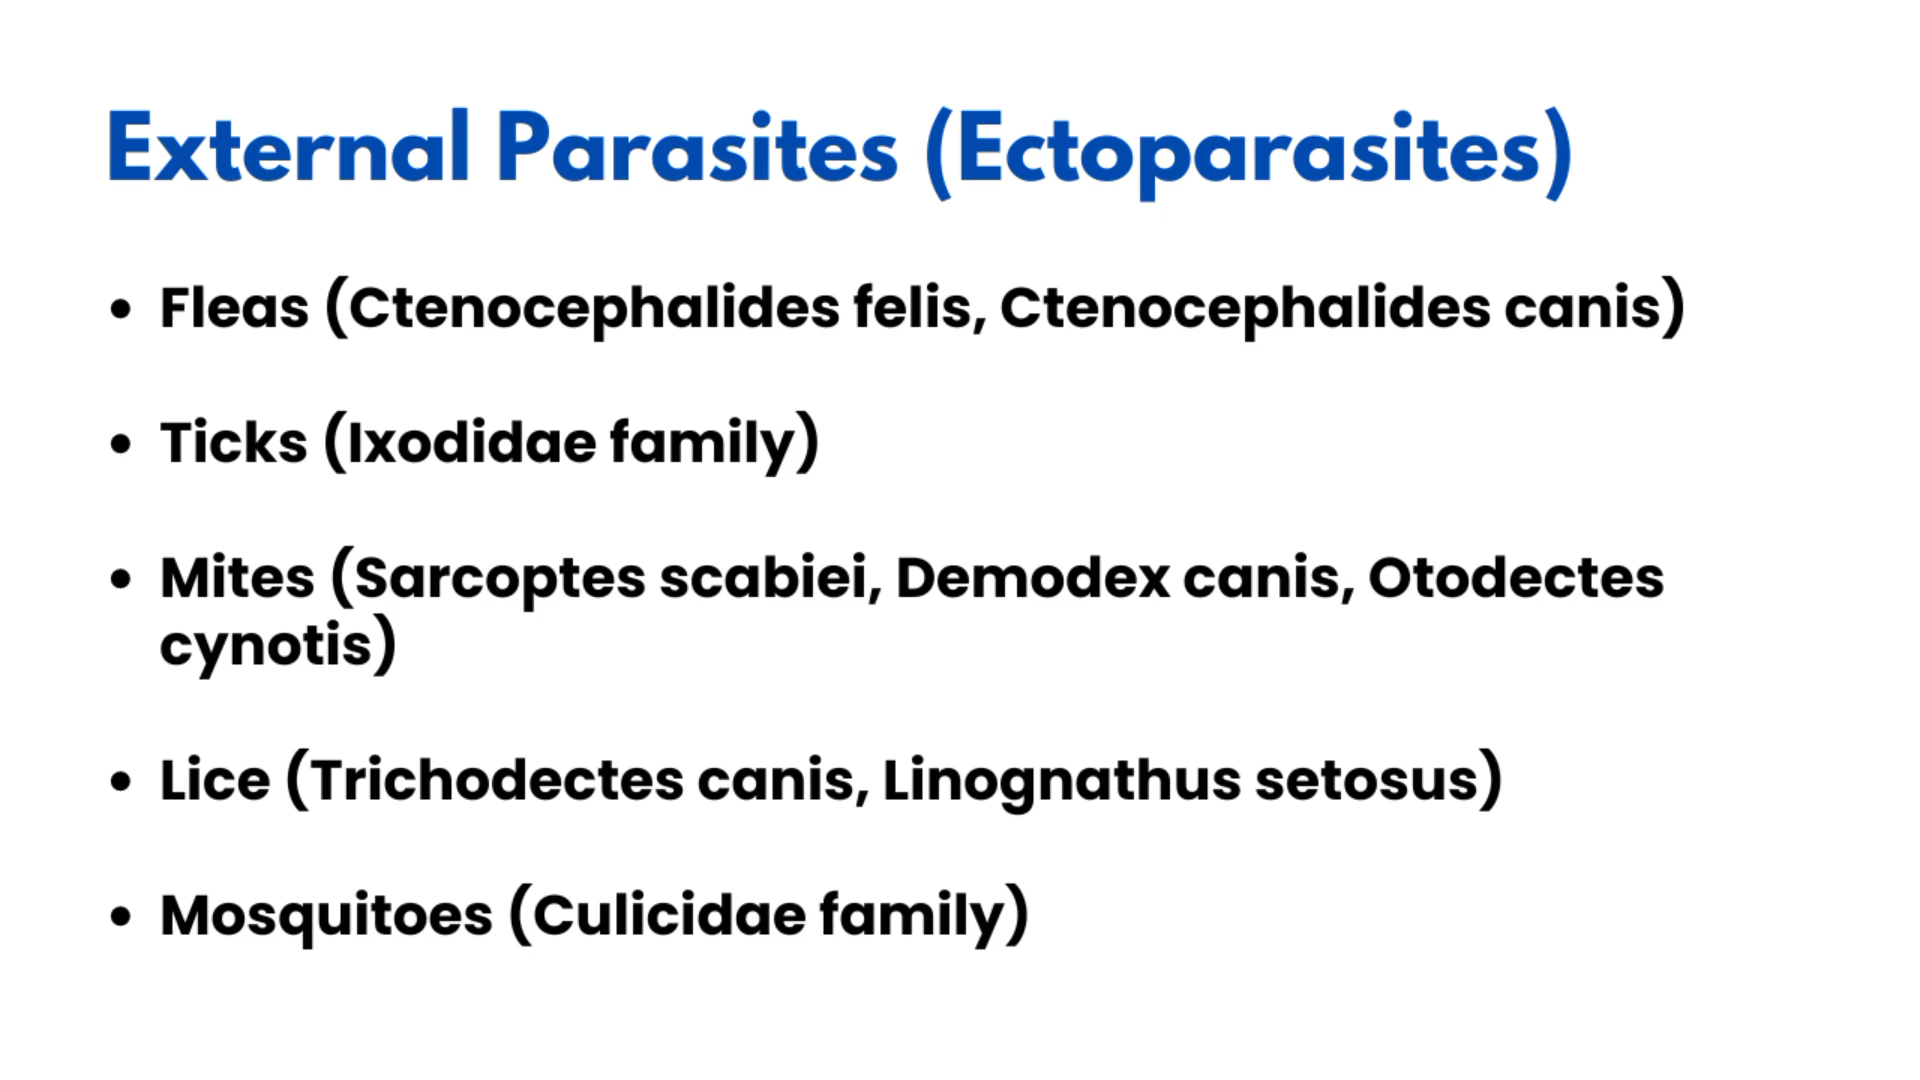 External Parasites (Ectoparasites)
• Fleas (Ctenocephalides felis, Ctenocephalides canis)
• Ticks (Ixodidae family)
• Mites (Sarcoptes scabiei, Demodex canis, Otodectes
cynotis)
• Lice (Trichodectes canis, Linognathus setosus)
• Mosquitoes (Culicidae family)